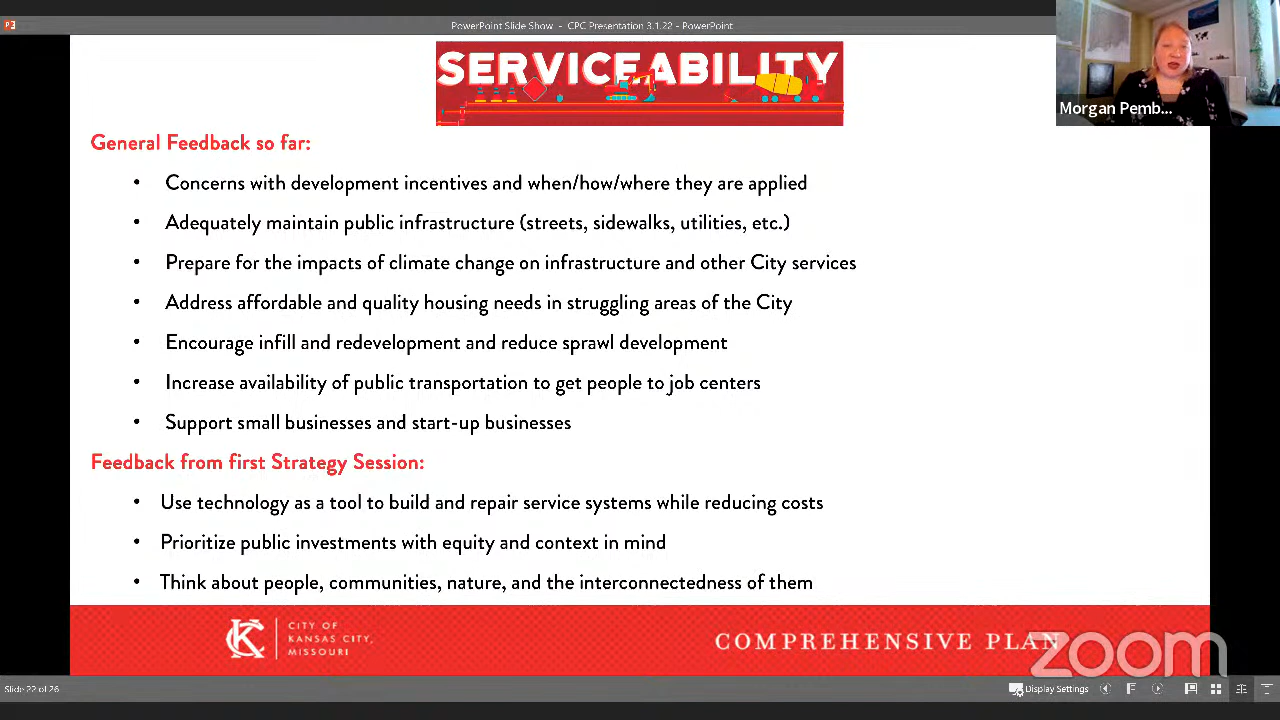 PowerPoint Slide Show - CPC Presentation 3.1.22 - PowerPoint
SERVICEABILITY
Morgan Pemb...
General Feedback so far:
• Concerns with development incentives and when/how/where they are applied
• Adequately maintain public infrastructure (streets, sidewalks, utilities, etc.)
• Prepare for the impacts of climate change on infrastructure and other City services
• Address affordable and quality housing needs in struggling areas of the City
• Encourage infill and redevelopment and reduce sprawl development
• Increase availability of public transportation to get people to job centers
• Support small businesses and start-up businesses
Feedback from first Strategy Session:
• Use technology as a tool to build and repair service systems while reducing costs
• Prioritize public investments with equity and context in mind
• Think about people, communities, nature, and the interconnectedness of them
KC
CITY OF
KANSAS CITY,
MISSOURI
COMPREHENSIVE PLAN
zoom
Slide 22 of 26
Display Settings